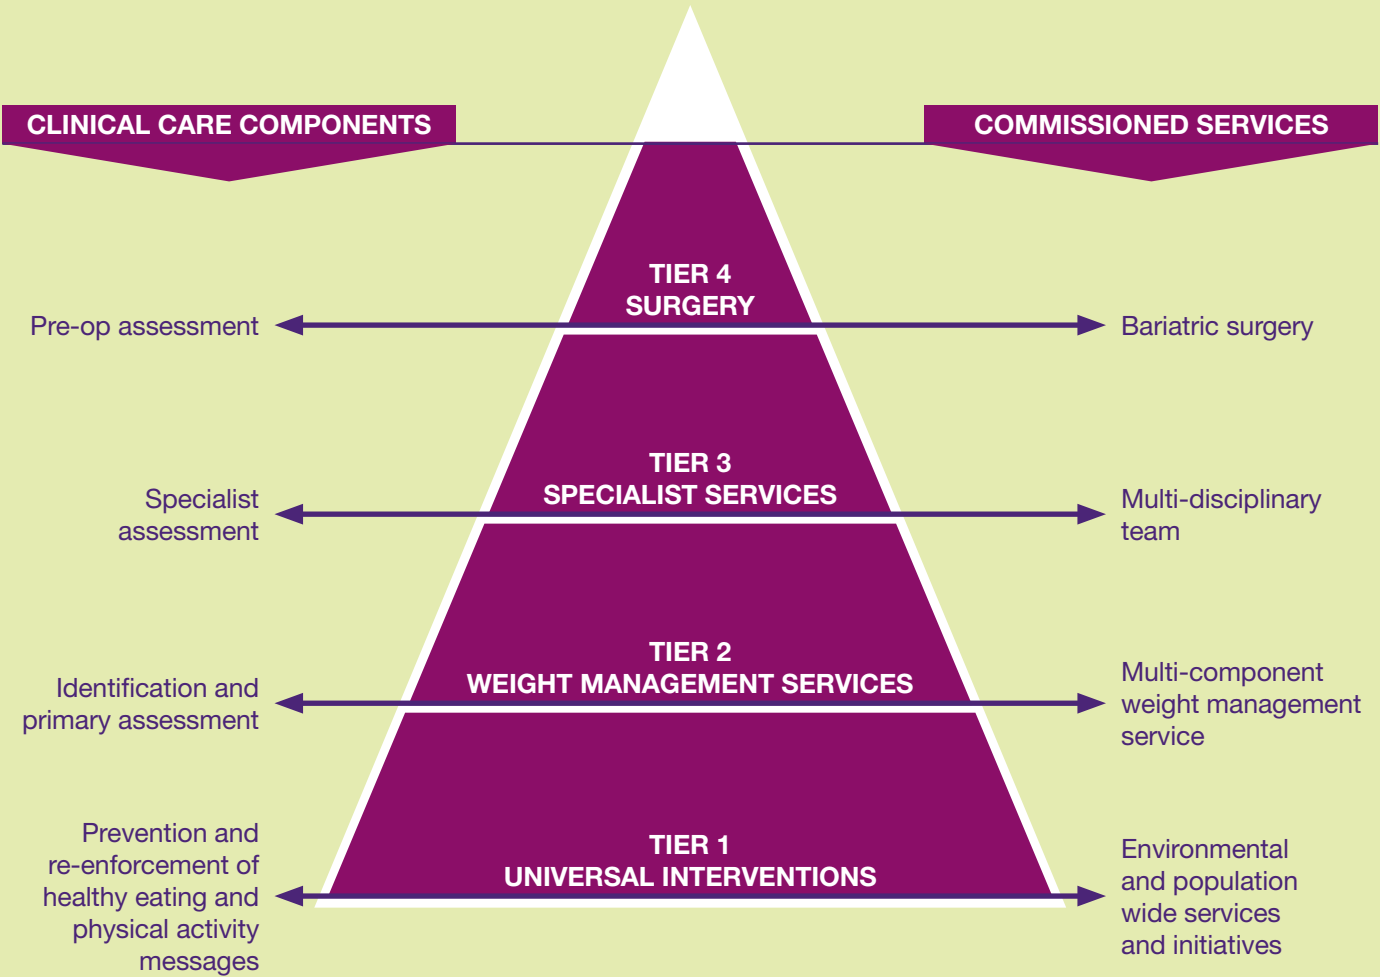 CLINICAL CARE COMPONENTS
COMMISSIONED SERVICES
TIER 4
SURGERY
Pre-op assessment
Bariatric surgery
TIER 3
SPECIALIST SERVICES
Specialist
assessment
Multi-disciplinary
team
TIER 2
WEIGHT MANAGEMENT SERVICES
Identification and
primary assessment
Multi-component
weight management
service
TIER 1
UNIVERSAL INTERVENTIONS
Prevention and
re-enforcement of
healthy eating and
physical activity
messages
Environmental
and population
wide services
and initiatives